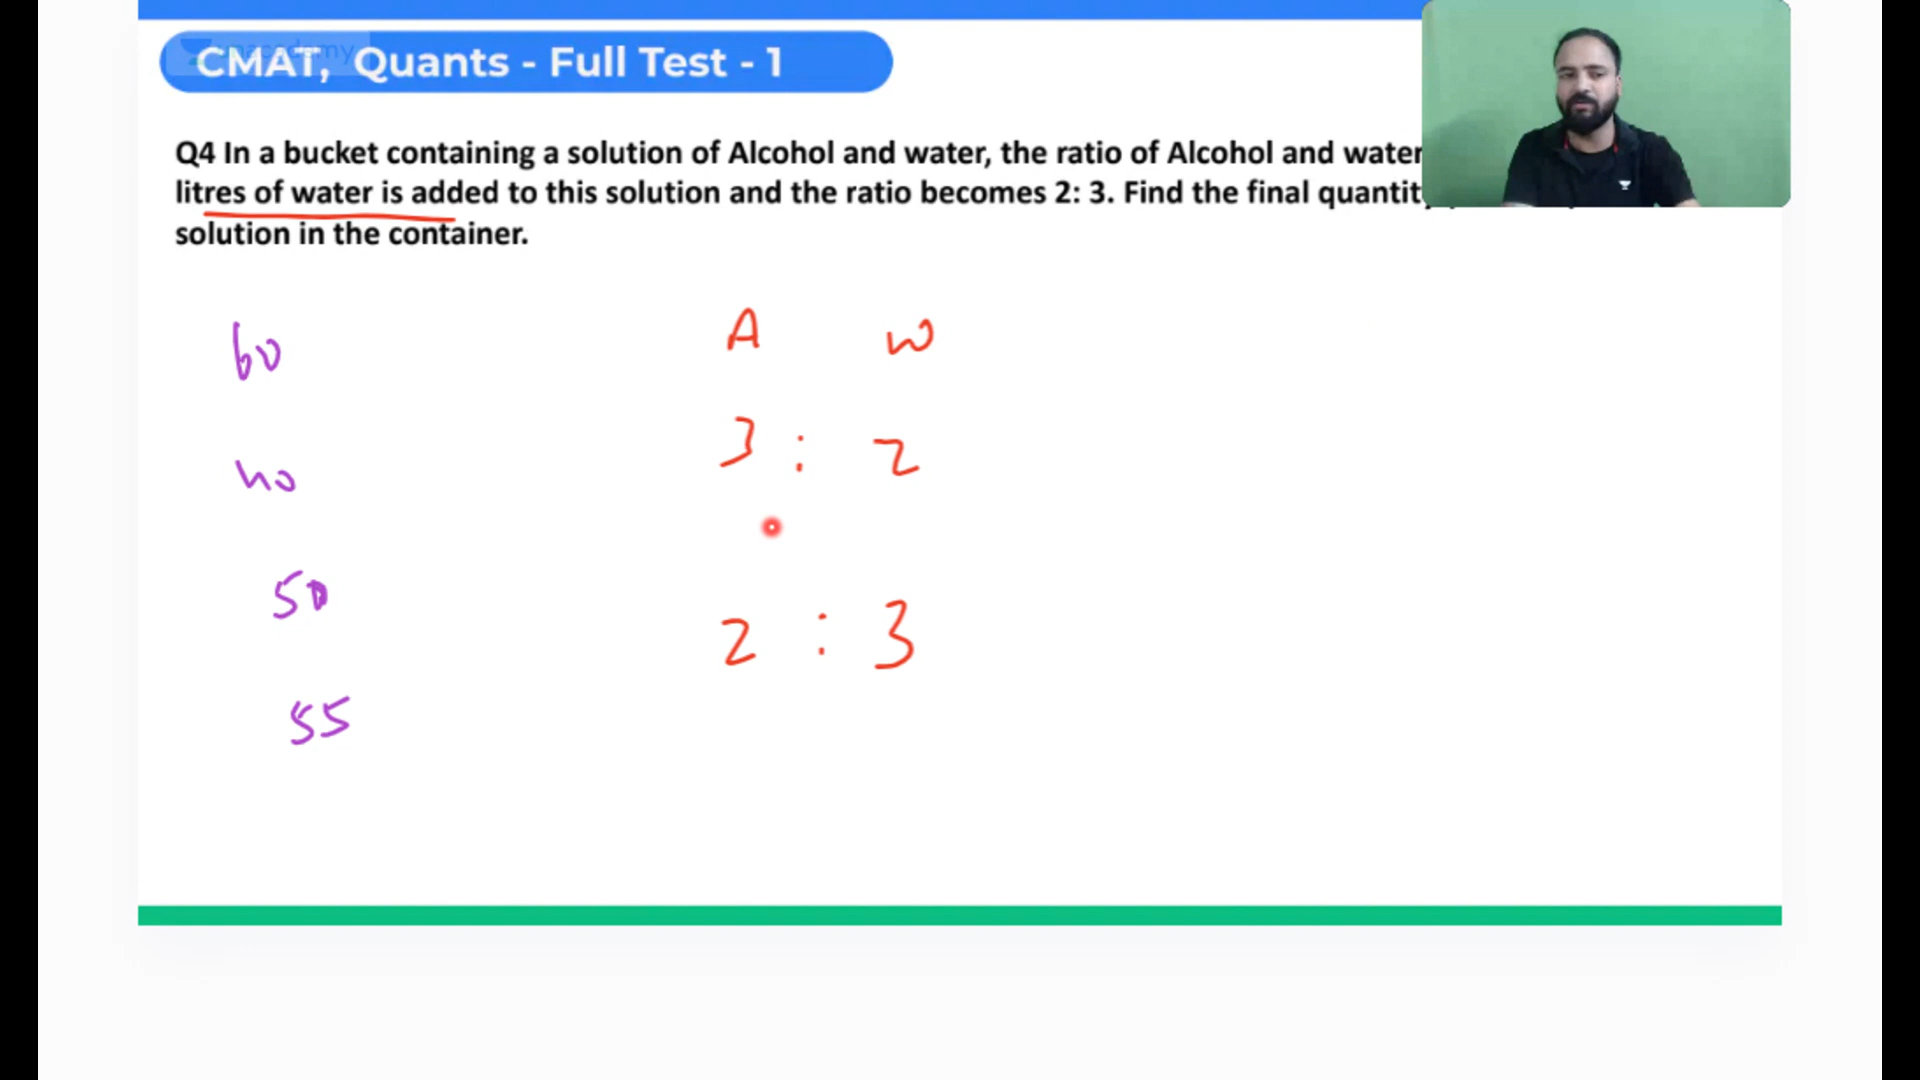 CMAT, Quants - Full Test - 1
Q4 In a bucket containing a solution of Alcohol and water, the ratio of Alcohol and water
litres of water is added to this solution and the ratio becomes 2: 3. Find the final
solution in the container.
A W
60
3 : 2
40
50
2 : 3
55